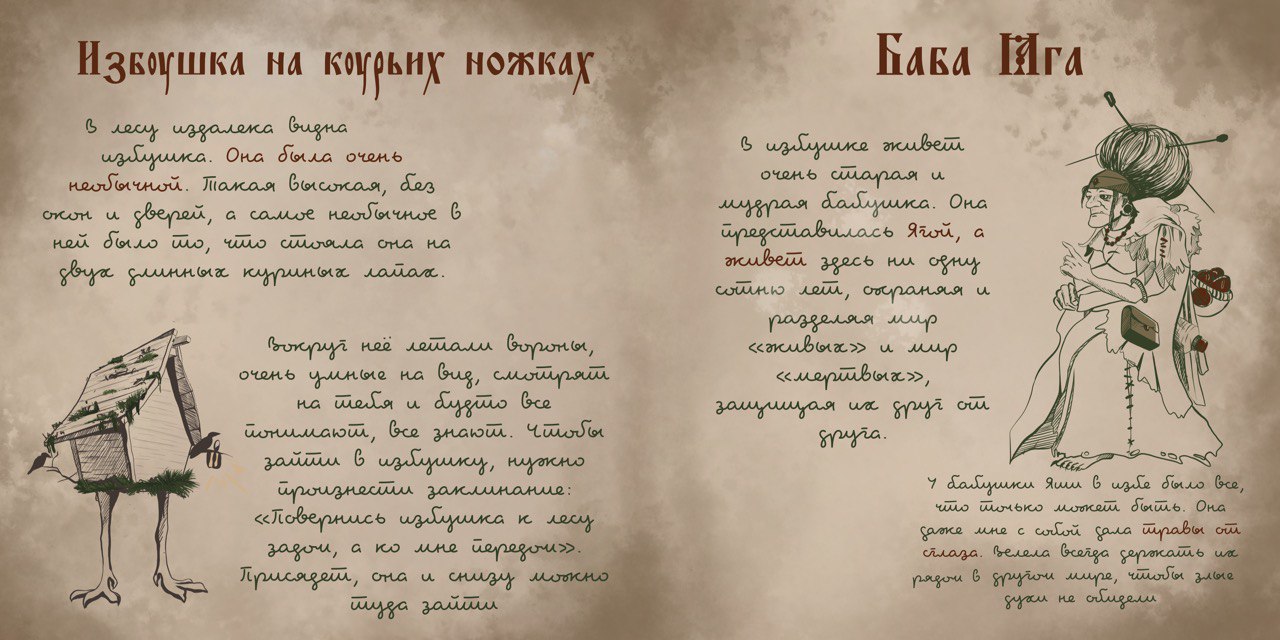 Избоушка на коурьих ножках
В лесу издалека видна
избушка. Она была очень
необычной. Такая высокая, без
окон и дверей, а самое необычное в
ней было то, что стояла она на
двух длинных куриных лапах.
Вокруг неё летали вороны,
очень умные на вид, смотрят
на тебя и будто все
понимают, все знают. Чтобы
зайти в избушку, нужно
произнести заклинание:
«Повернись избушка к лесу
задои, а ко мне передои».
Присядет, она и снизу можно
туда зайти
Баба Ꙗга
В избушке живет
очень старая и
мудрая бабушка. Она
представилась Ягой, а
живет здесь ни одну
сотню лет, охраняя и
разделяя мир
«живых» и мир
«мертвых»,
защищая их друг от
друга.
У бабушки Яши в избе было все,
что только может быть. Она
даже мне с собой дала травы от
сглаза. Велела всегда держать их
рядои в другои мире, чтобы злые
духи не обидели